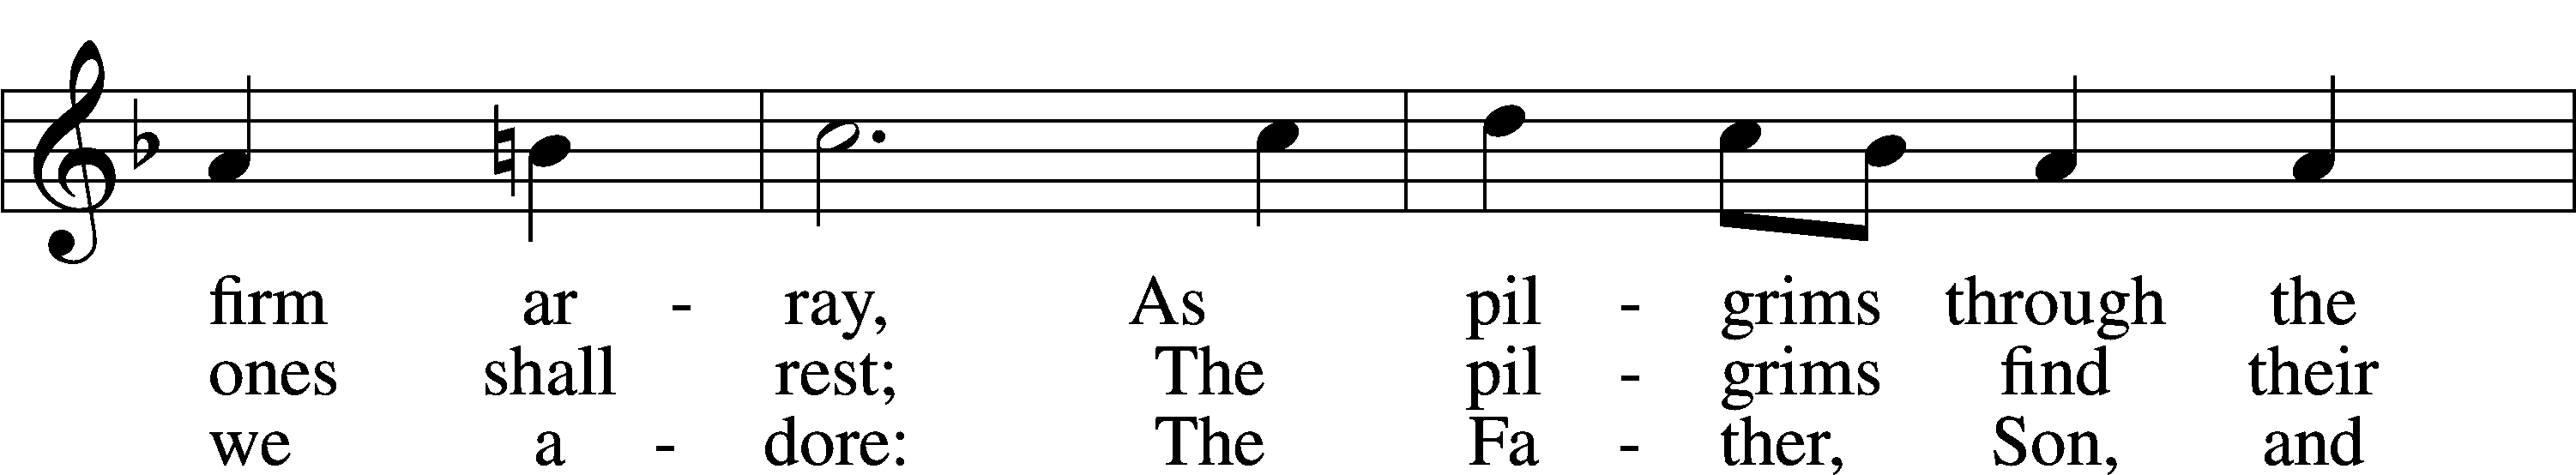 firm ar - ray, As pil - grims through the
ones shall rest; The pil - grims find their
we a - dore: The Fa - ther, Son, and